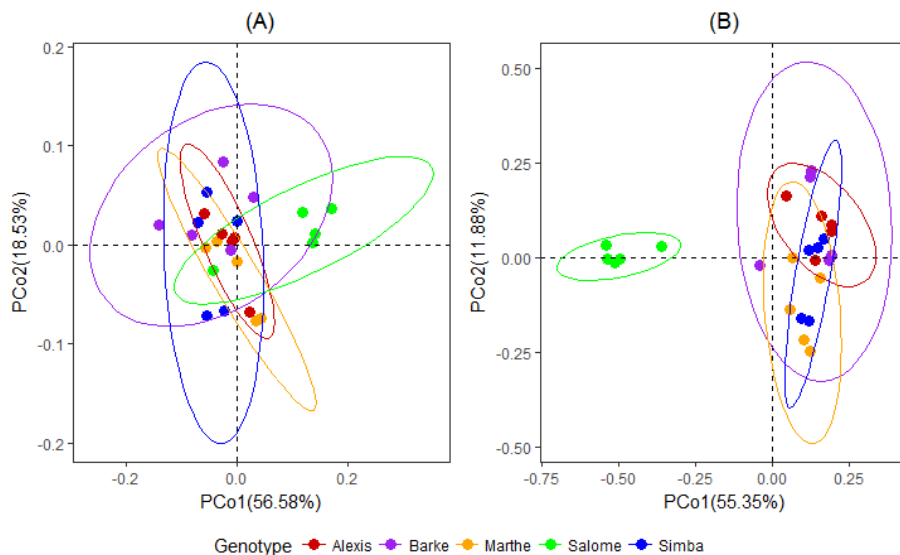 (A) (B)
0.2
0.1
0.0
-0.1
-0.2
PCo2(18.53%)
-0.2 0.0 0.2
PCo1(56.58%)
0.50
0.25
0.00
-0.25
-0.50
PCo2(11.88%)
-0.75 -0.50 -0.25 0.00 0.25
PCo1(55.35%)
Genotype Alexis Barke Marthe Salome Simba